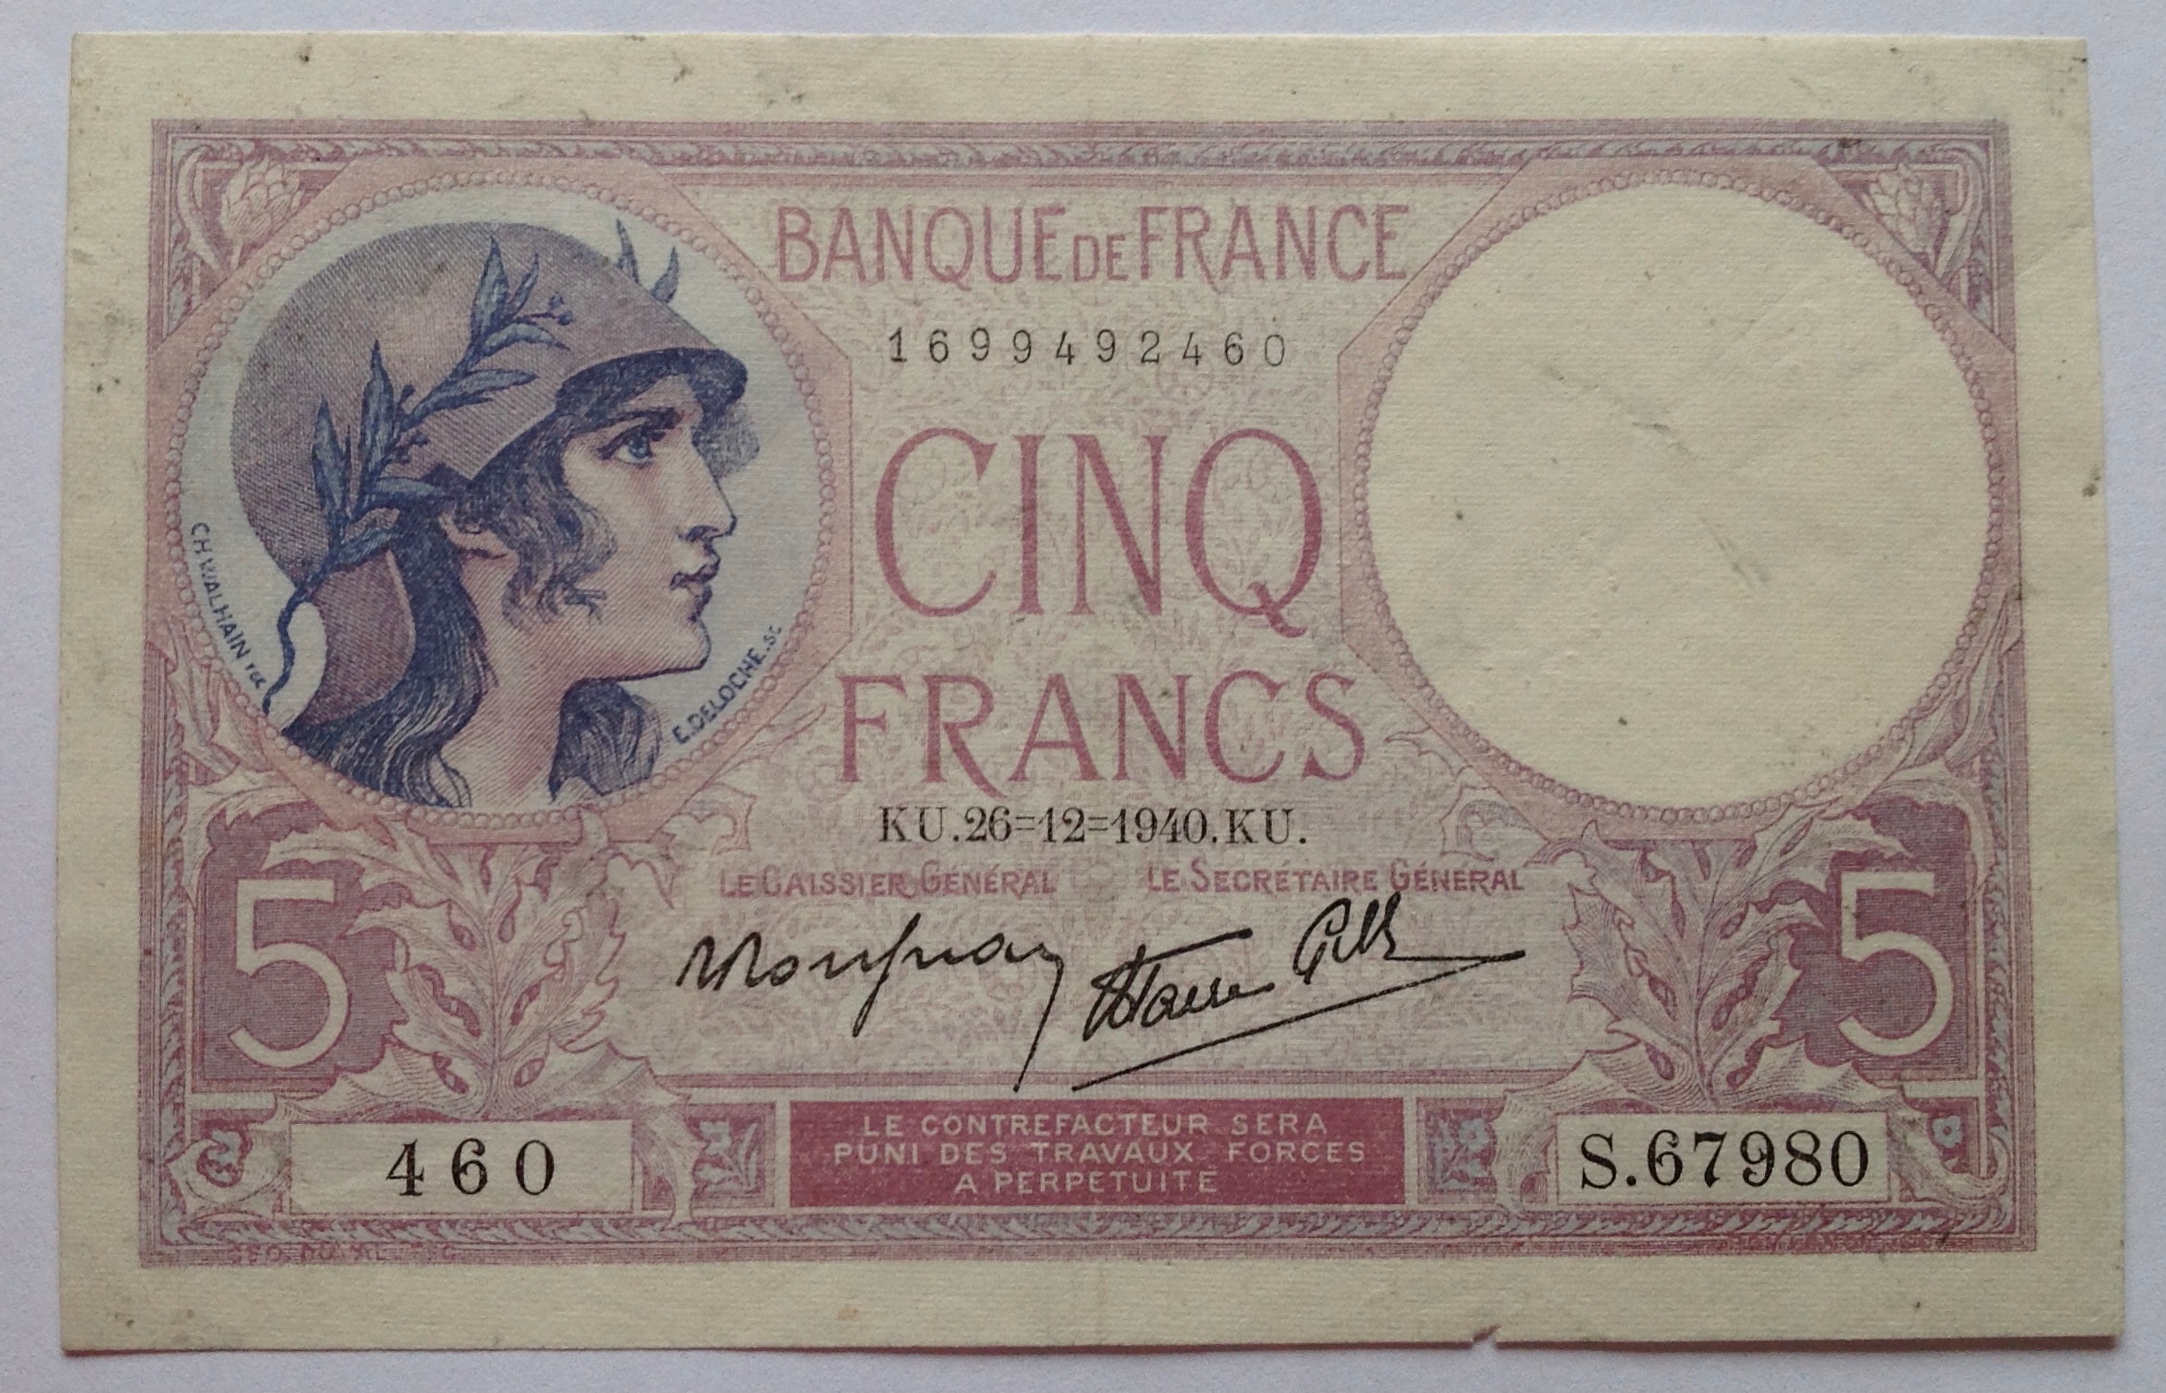 BANQUE DE FRANCE
1699492460
CINQ
FRANCS
KU.26=12=1940.KU.
LE CAISSIER GÉNÉRAL
LE SECRÉTAIRE GÉNÉRAL
CH.WALHAIN
E.DELOCHE.SC
5
5
460
LE CONTREFACTEUR SERA
PUNI DES TRAVAUX FORCES
A PERPETUITE
S.67980